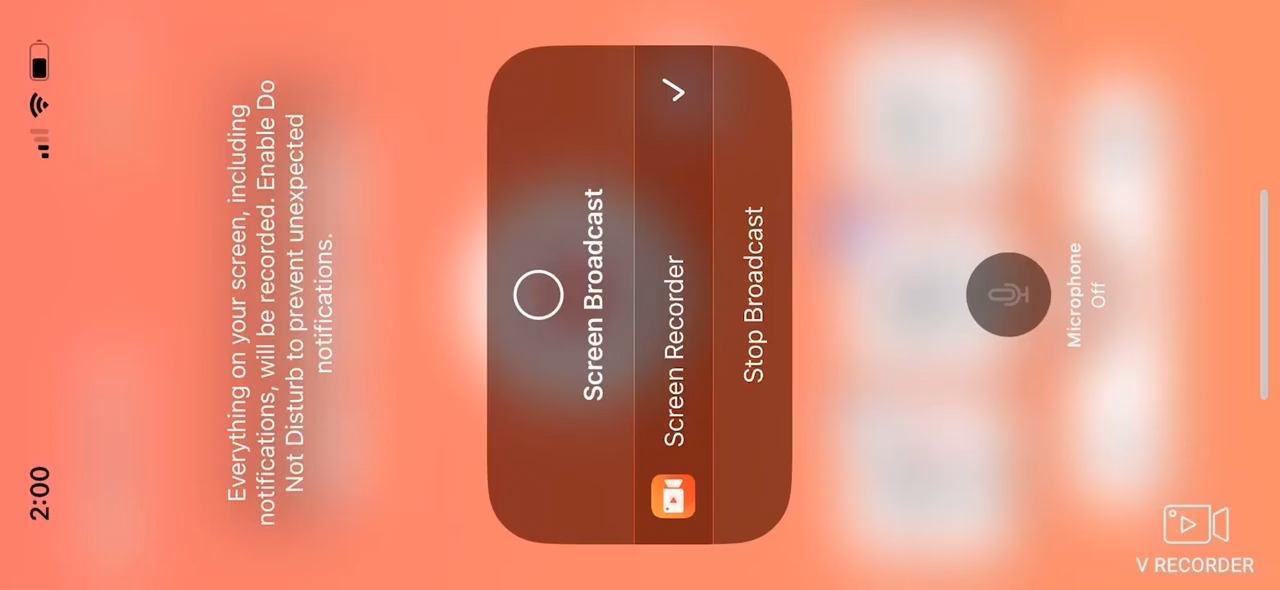 2:00
Everything on your screen, including
notifications, will be recorded. Enable Do
Not Disturb to prevent unexpected
notifications.
Screen Broadcast
Screen Recorder
Stop Broadcast
Microphone
Off
V RECORDER